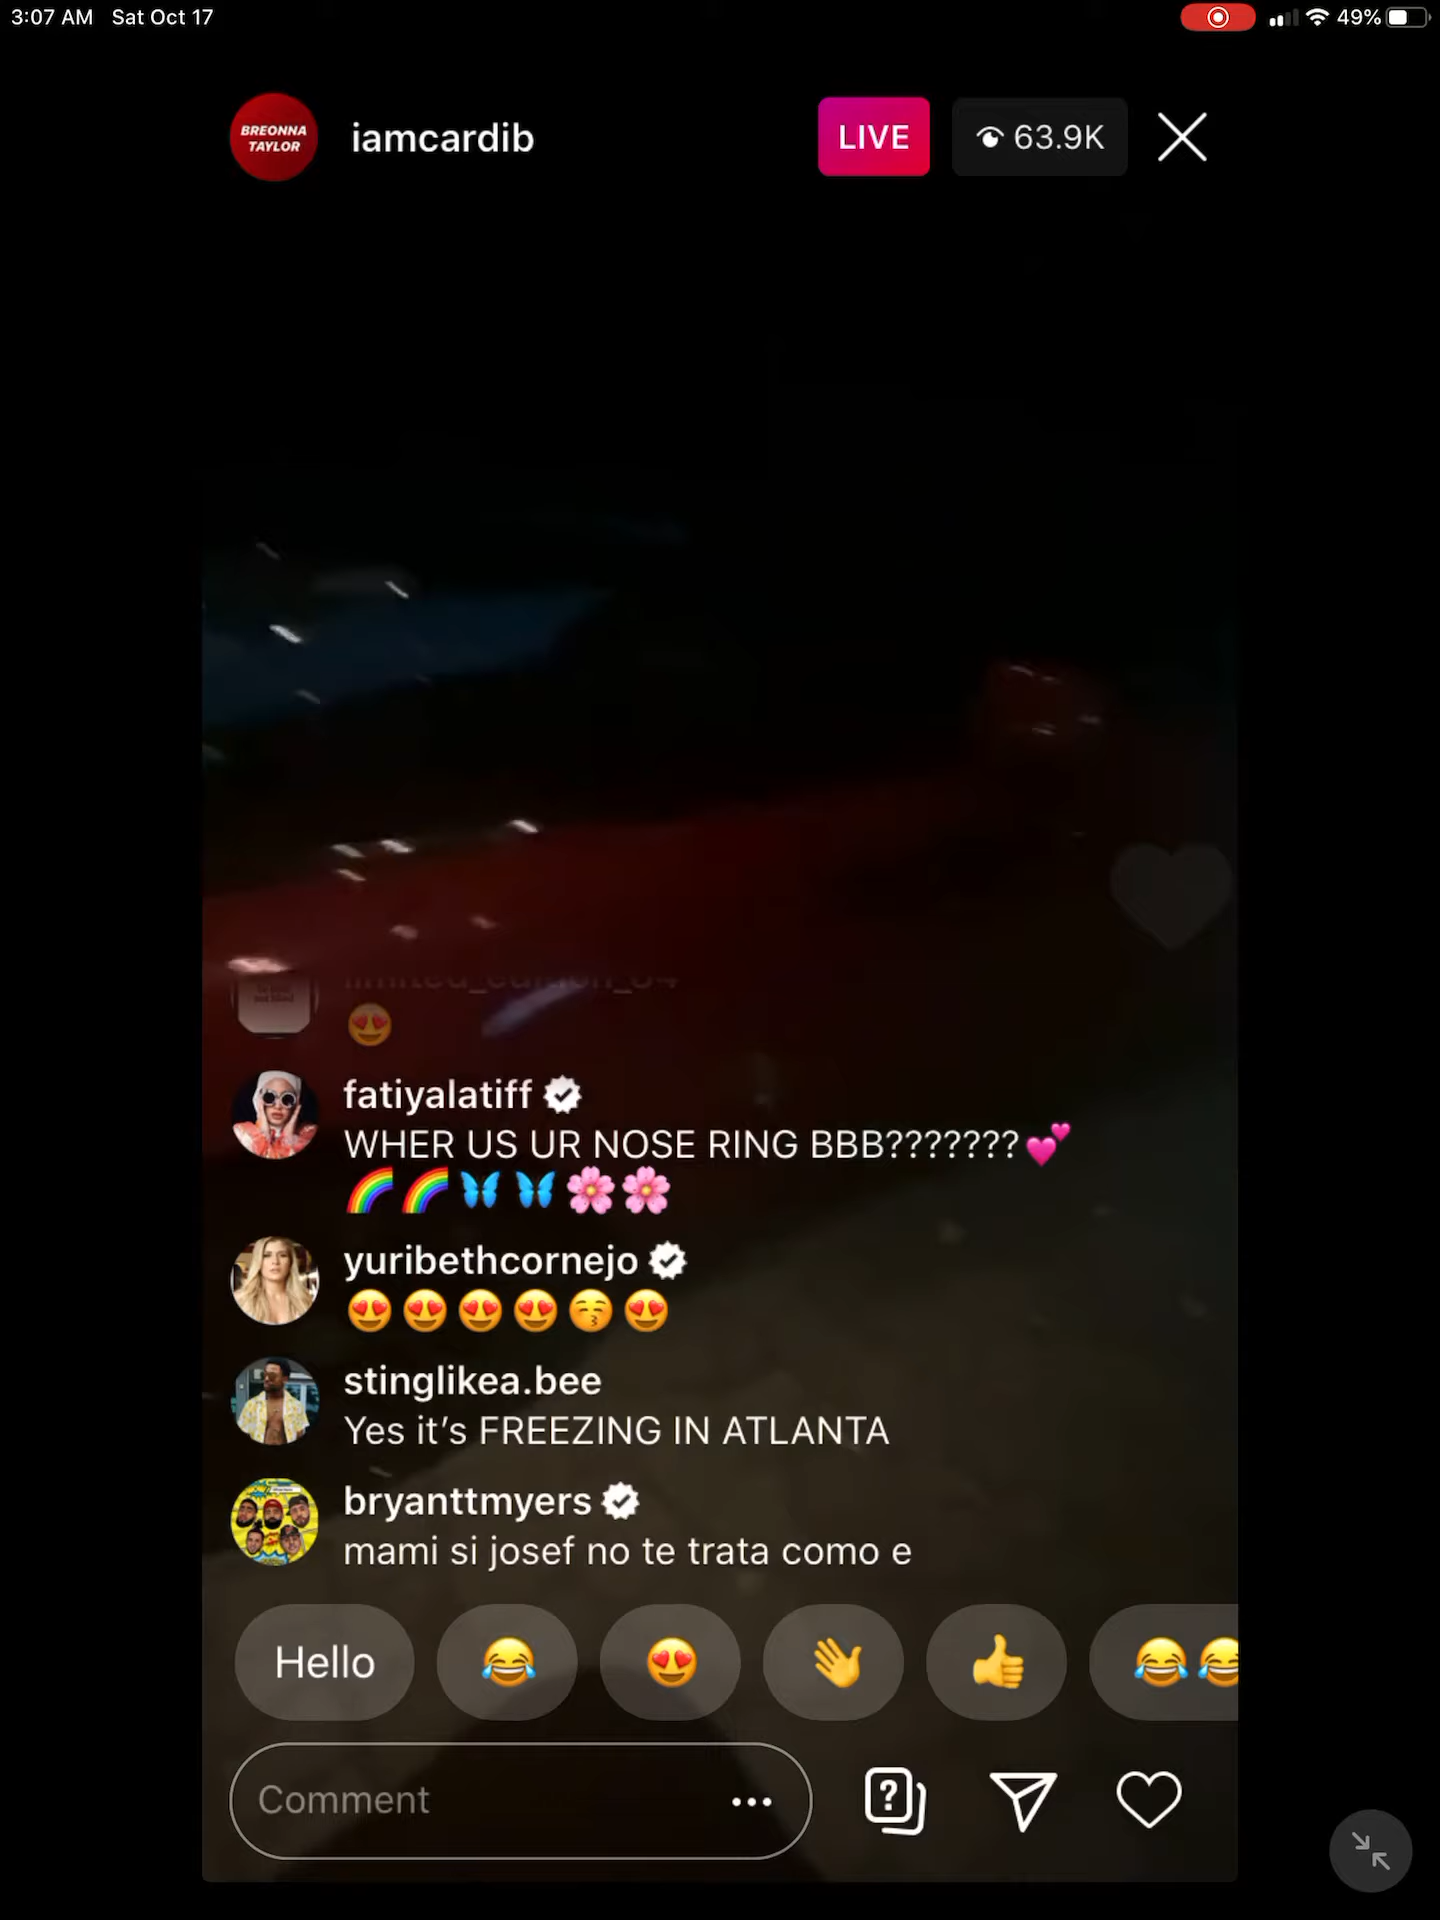 3:07 AM Sat Oct 17
49%
BREONNA
TAYLOR
iamcardib
LIVE
63.9K
😍
fatiyalatiff
WHER US UR NOSE RING BBB???????💕
🌈🌈🦋🦋🌸🌸
yuribethcornejo
😍😍😍😍😚😍
stinglikea.bee
Yes it’s FREEZING IN ATLANTA
bryanttmyers
mami si josef no te trata como e
Hello 😂 😍 👋 👍 😂😂
Comment